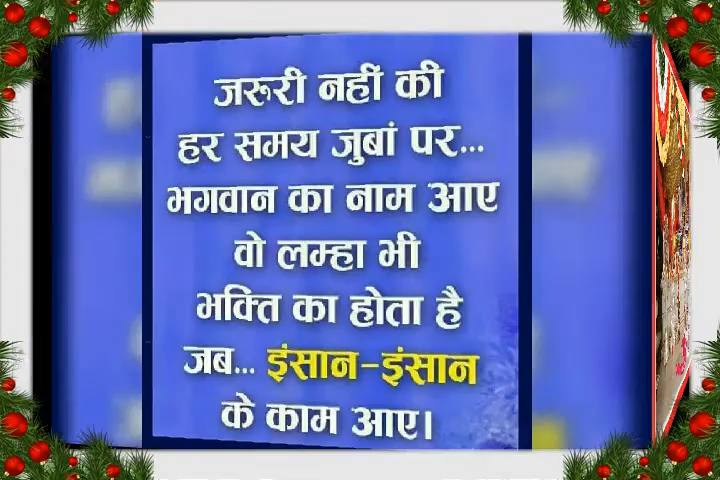 जरुरी नहीं की
हर समय जुबां पर...
भगवान का नाम आए
वो लम्हा भी
भक्ति का होता है
जब... इंसान-इंसान
के काम आए।